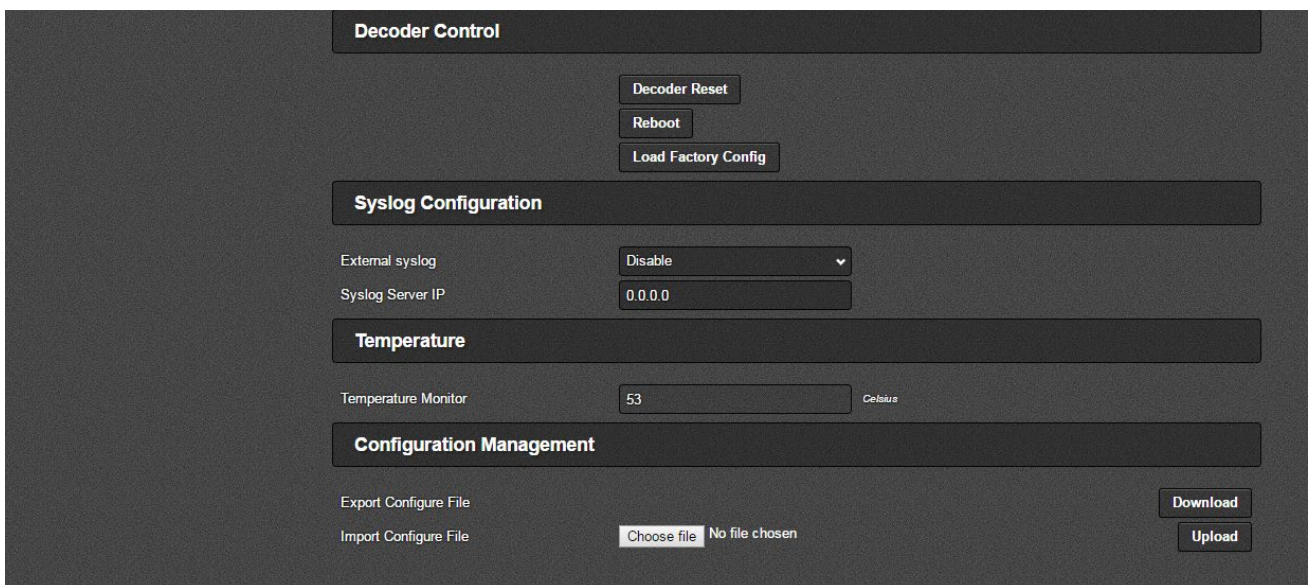 Decoder Control
Decoder Reset
Reboot
Load Factory Config
Syslog Configuration
External syslog Disable
Syslog Server IP 0.0.0.0
Temperature
Temperature Monitor 53 Celsius
Configuration Management
Export Configure File Download
Import Configure File Choose file No file chosen Upload